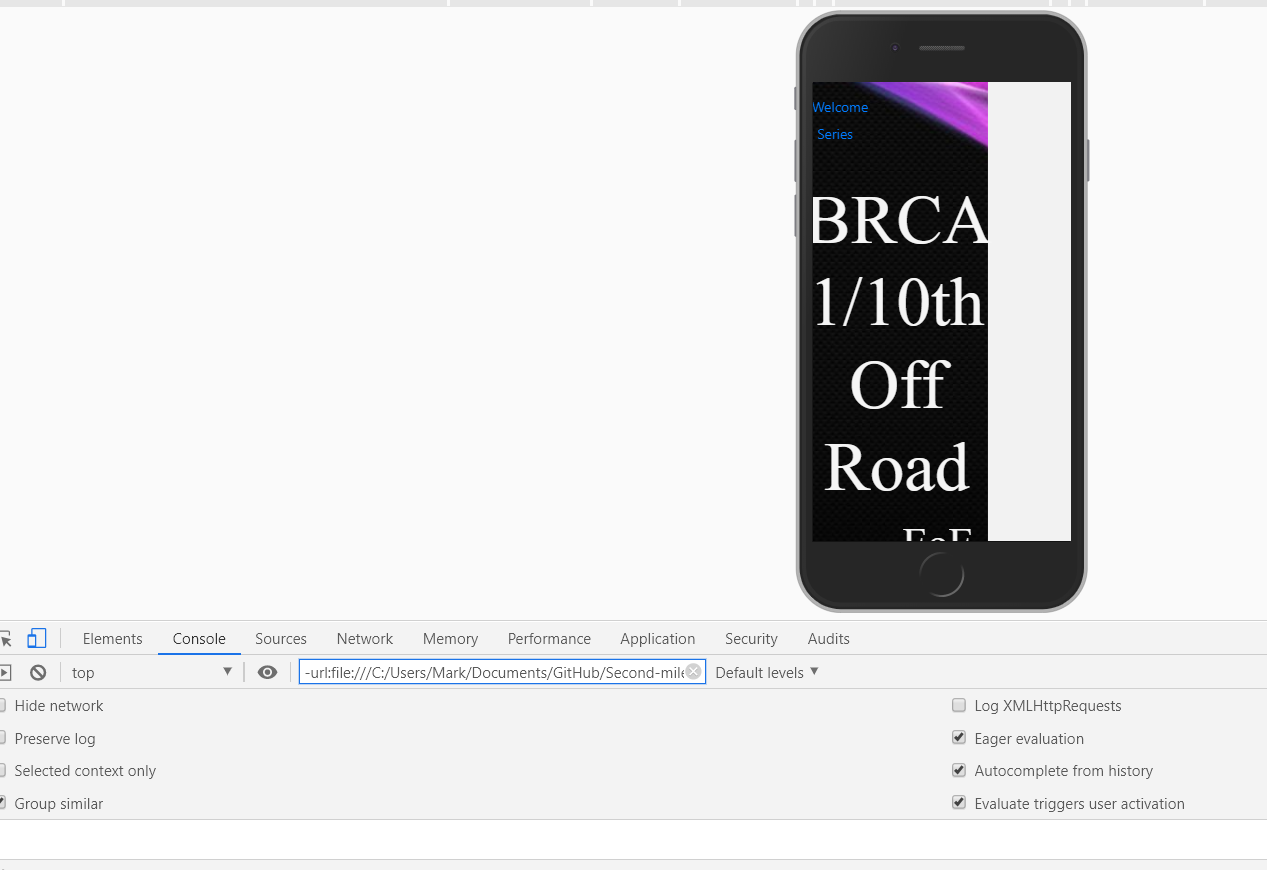 Welcome
Series
BRCA
1/10th
Off
Road
Elements Console Sources Network Memory Performance Application Security Audits
top ▼ -url:file:///C:/Users/Mark/Documents/GitHub/Second-mile Default levels ▼
Hide network Log XMLHttpRequests
Preserve log Eager evaluation
Selected context only Autocomplete from history
Group similar Evaluate triggers user activation